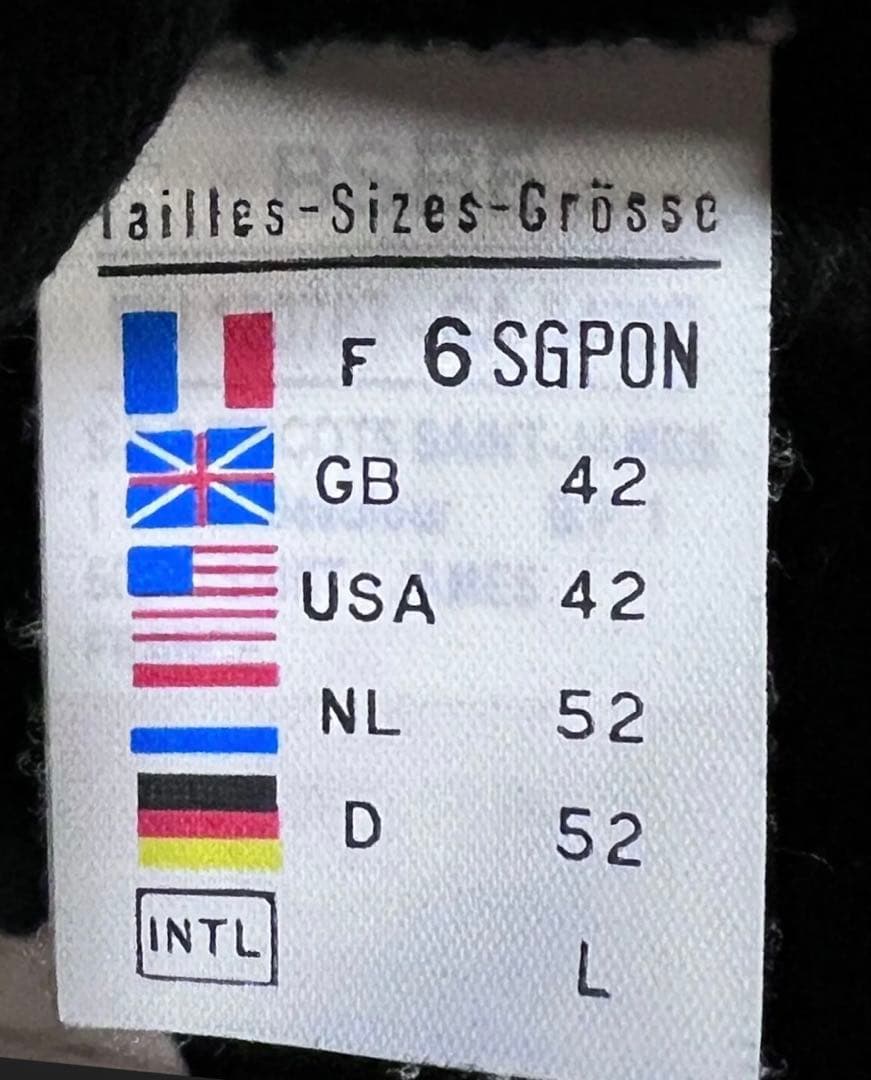 Tailles-Sizes-Grösse
F 6 SGPON
GB 42
USA 42
NL 52
D 52
INTL L